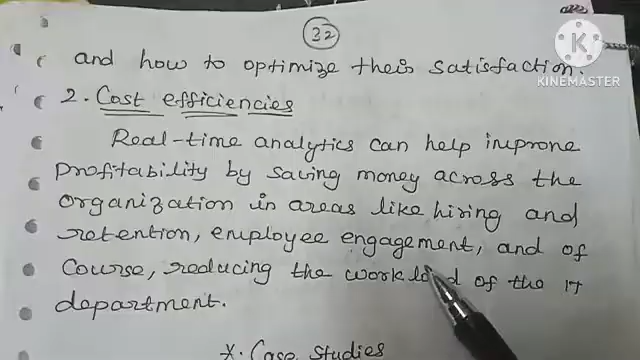 32
KINEMASTER
and how to optimize their satisfaction.
2. Cost efficiencies
Real-time analytics can help improne
Profitability by saving money across the
organization in areas like hiring and
retention, employee engagement, and of
course, reducing the workload of the IT
department.
X. Case Studies